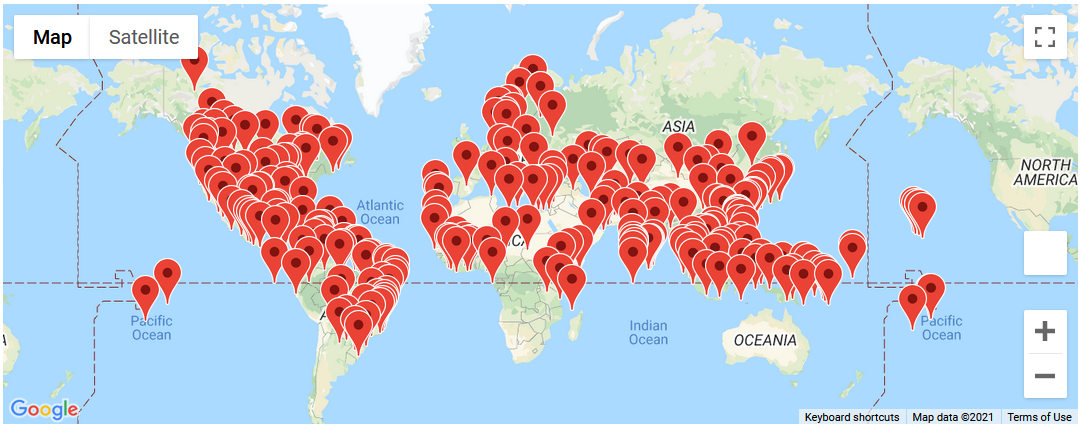 Map
Satellite
ASIA
NORTH
AMERICA
Atlantic
Ocean
Pacific
Ocean
Indian
Ocean
OCEANIA
Pacific
Ocean
Google
Keyboard shortcuts
Map data ©2021
Terms of Use